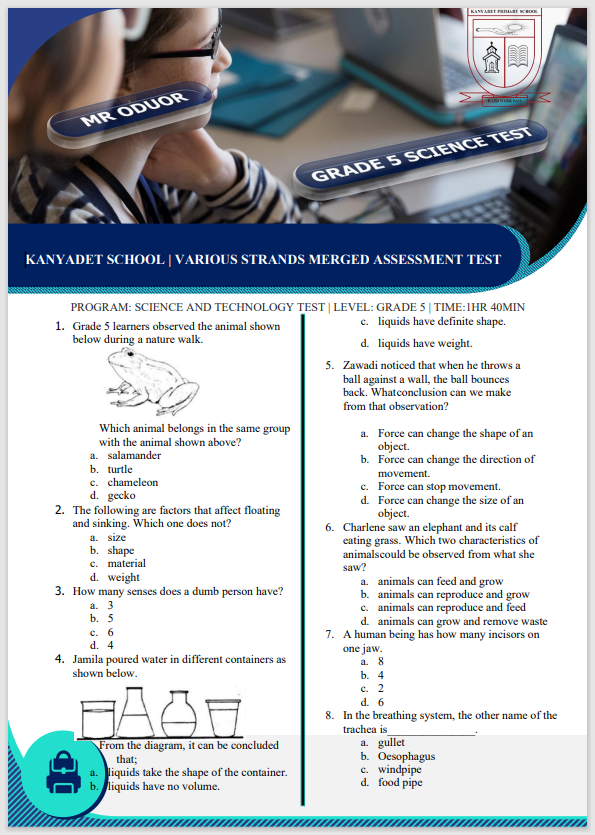 KANYADET PRIMARY SCHOOL
MR ODUOR
GRADE 5 SCIENCE TEST
KANYADET SCHOOL | VARIOUS STRANDS MERGED ASSESSMENT TEST
PROGRAM: SCIENCE AND TECHNOLOGY TEST | LEVEL: GRADE 5 | TIME:1HR 40MIN
1. Grade 5 learners observed the animal shown
below during a nature walk.
Which animal belongs in the same group
with the animal shown above?
a. salamander
b. turtle
c. chameleon
d. gecko
2. The following are factors that affect floating
and sinking. Which one does not?
a. size
b. shape
c. material
d. weight
3. How many senses does a dumb person have?
a. 3
b. 5
c. 6
d. 4
4. Jamila poured water in different containers as
shown below.
From the diagram, it can be concluded
that;
a. liquids take the shape of the container.
b. liquids have no volume.
c. liquids have definite shape.
d. liquids have weight.
5. Zawadi noticed that when he throws a
ball against a wall, the ball bounces
back. Whatconclusion can we make
from that observation?
a. Force can change the shape of an
object.
b. Force can change the direction of
movement.
c. Force can stop movement.
d. Force can change the size of an
object.
6. Charlene saw an elephant and its calf
eating grass. Which two characteristics of
animalscould be observed from what she
saw?
a. animals can feed and grow
b. animals can reproduce and grow
c. animals can reproduce and feed
d. animals can grow and remove waste
7. A human being has how many incisors on
one jaw.
a. 8
b. 4
c. 2
d. 6
8. In the breathing system, the other name of the
trachea is_________________.
a. gullet
b. Oesophagus
c. windpipe
d. food pipe